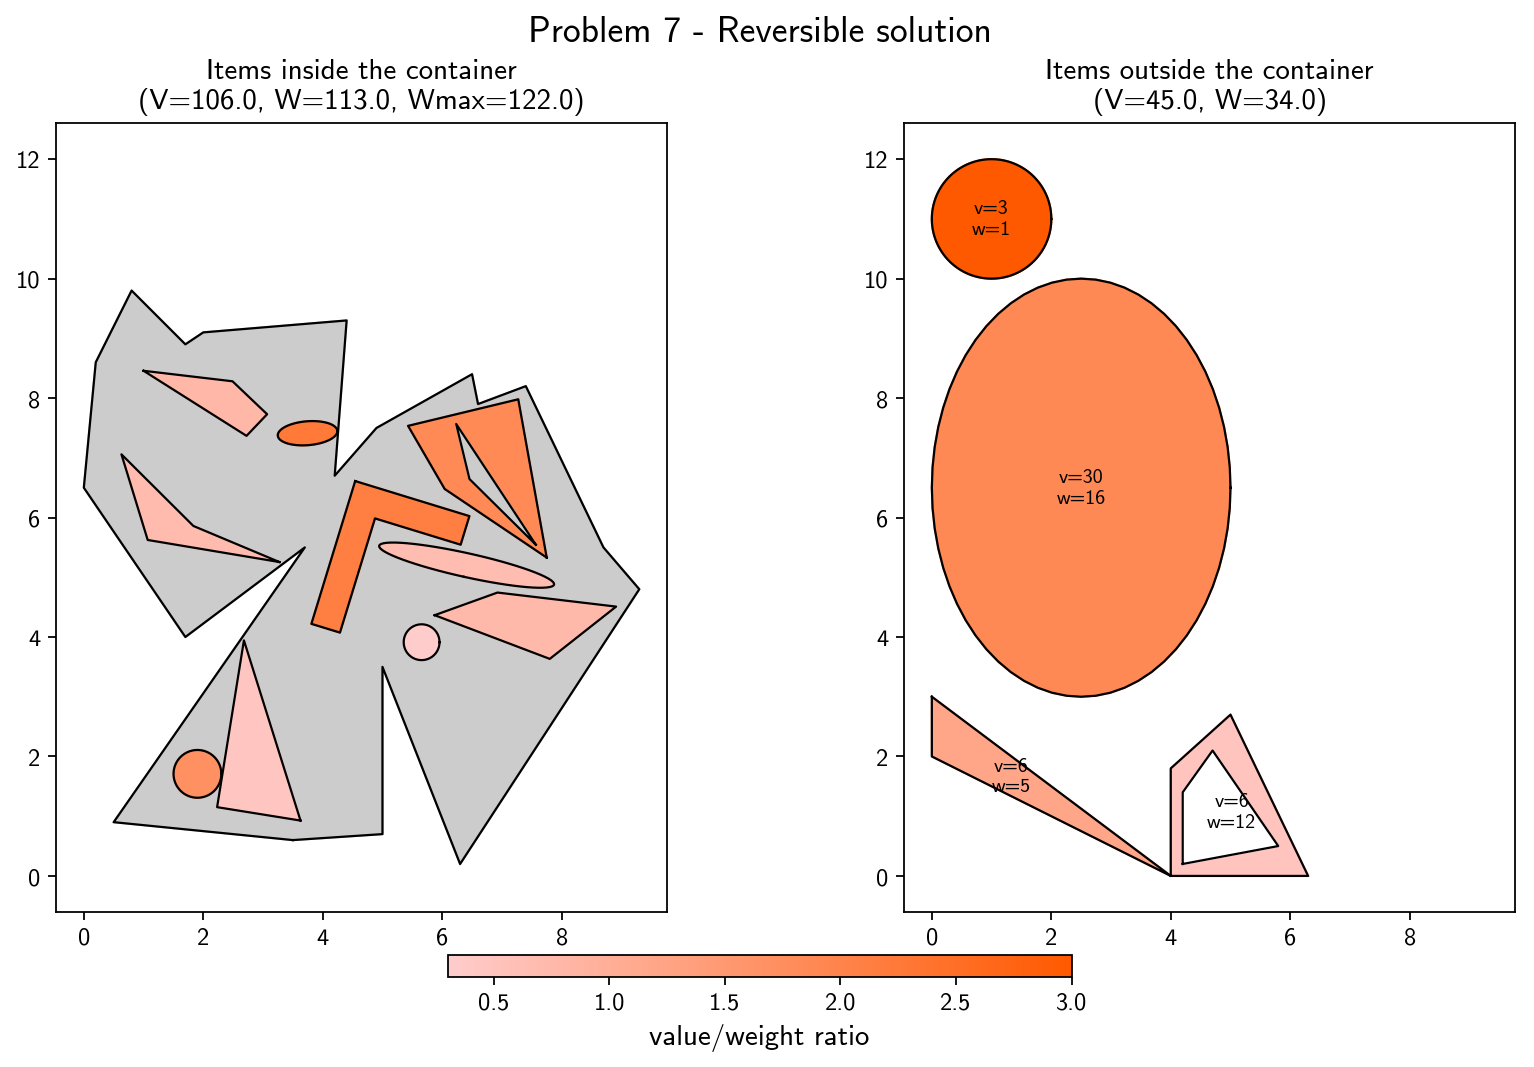 Problem 7 - Reversible solution
Items inside the container
(V=106.0, W=113.0, Wmax=122.0)
12
10
8
6
4
2
0
0 2 4 6 8
Items outside the container
(V=45.0, W=34.0)
12
10
8
6
4
2
0
v=3
w=1
v=30
w=16
v=6
w=5
v=6
w=12
0 2 4 6 8
0.5 1.0 1.5 2.0 2.5 3.0
value/weight ratio